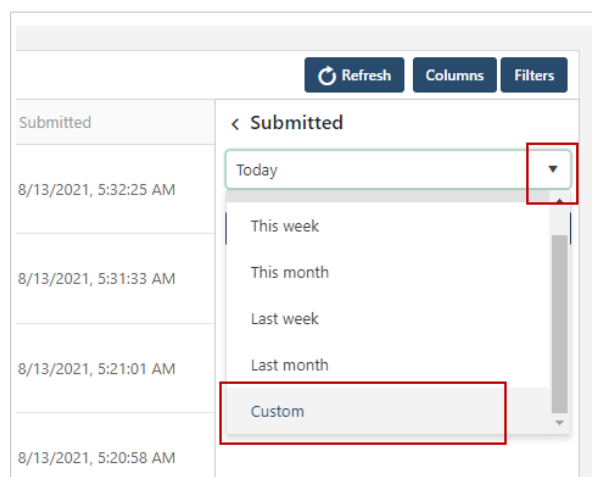 Refresh Columns Filters
Submitted
8/13/2021, 5:32:25 AM
8/13/2021, 5:31:33 AM
8/13/2021, 5:21:01 AM
8/13/2021, 5:20:58 AM
< Submitted
Today
This week
This month
Last week
Last month
Custom